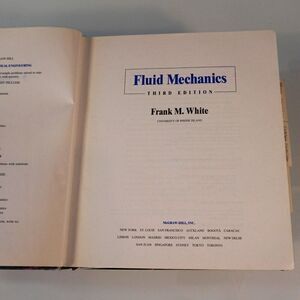 Fluid Mechanics
THIRD EDITION
Frank M. White
UNIVERSITY OF RHODE ISLAND
McGRAW-HILL, INC.
NEW YORK ST. LOUIS SAN FRANCISCO AUCKLAND BOGOTÁ CARACAS
LISBON LONDON MADRID MEXICO CITY MILAN MONTREAL NEW DELHI
SAN JUAN SINGAPORE SYDNEY TOKYO TORONTO